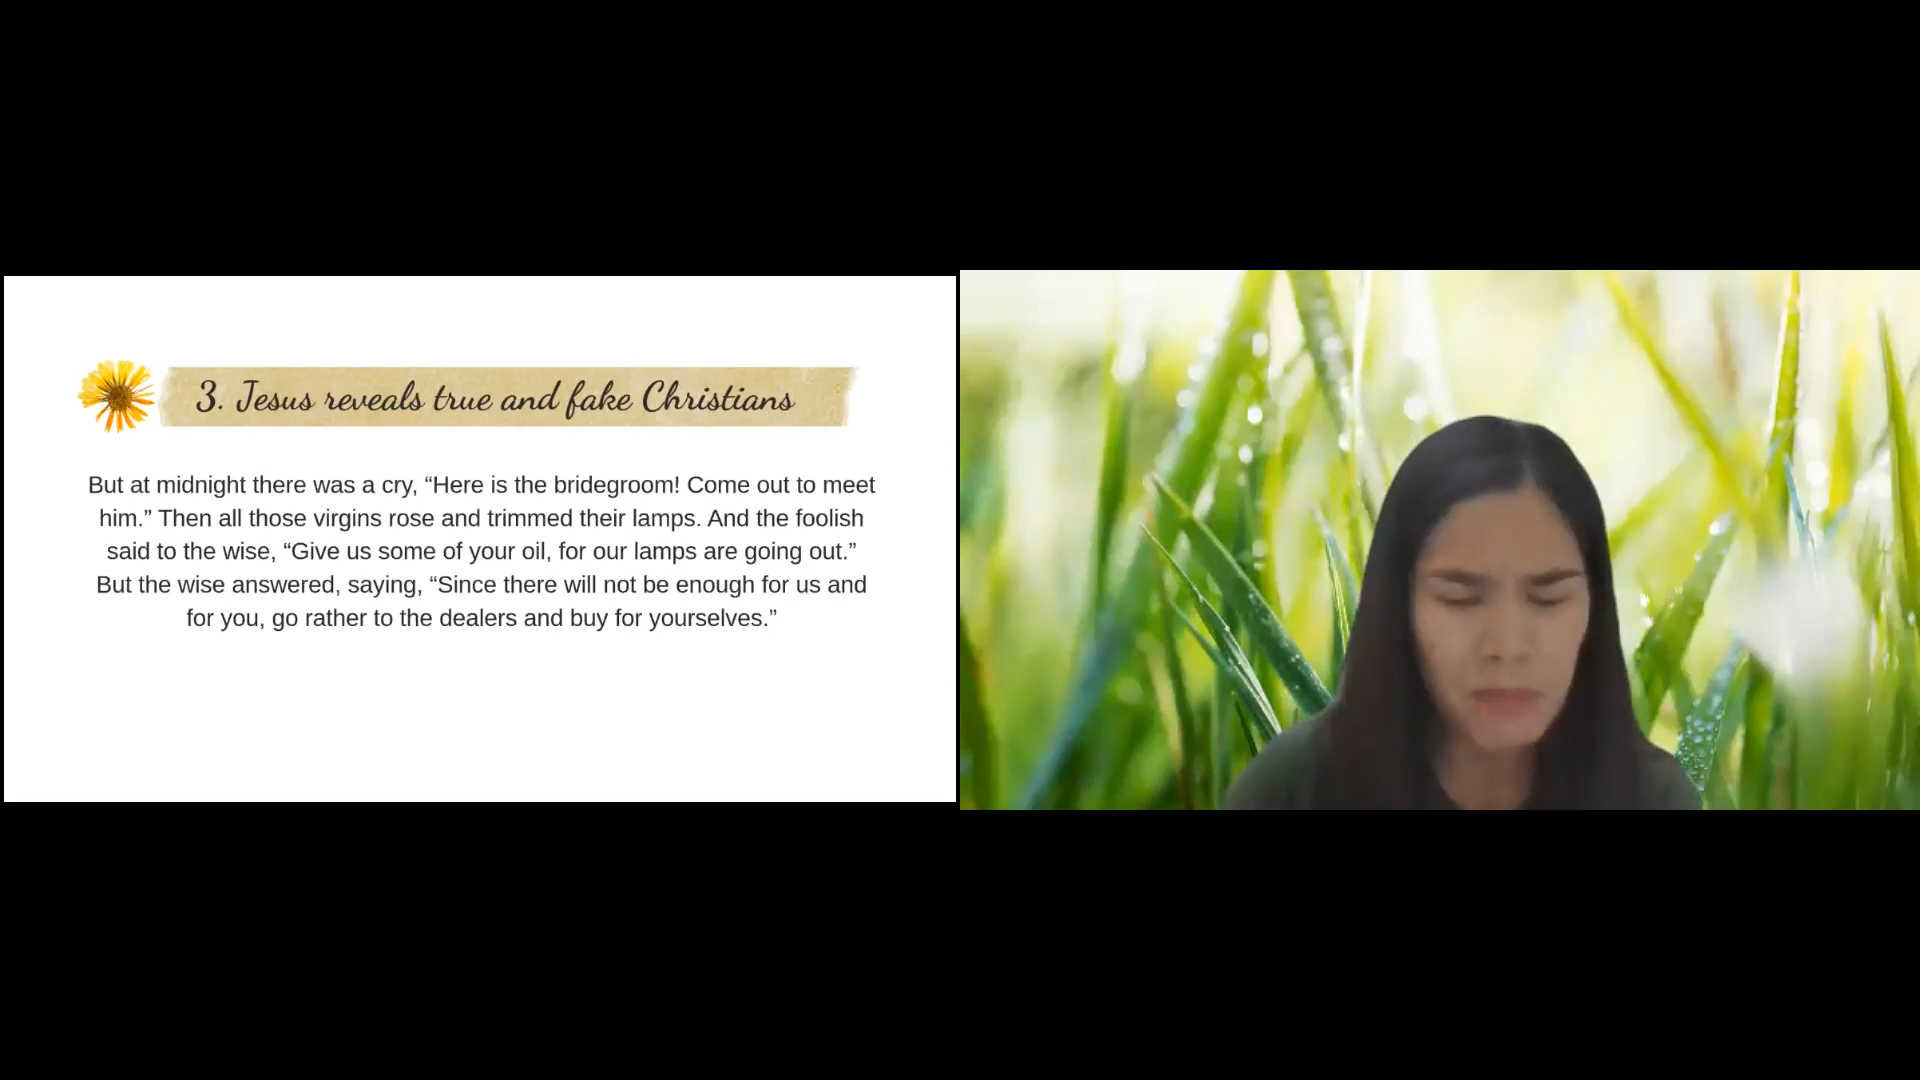 3. Jesus reveals true and fake Christians
But at midnight there was a cry, “Here is the bridegroom! Come out to meet
him.” Then all those virgins rose and trimmed their lamps. And the foolish
said to the wise, “Give us some of your oil, for our lamps are going out.”
But the wise answered, saying, “Since there will not be enough for us and
for you, go rather to the dealers and buy for yourselves.”